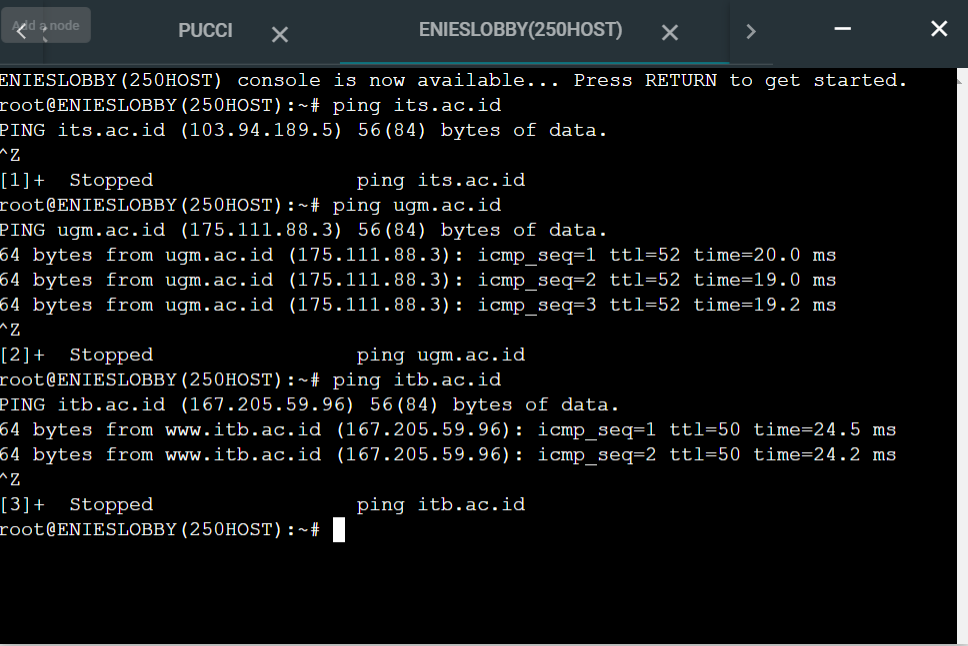 Add a node
PUCCI
ENIESLOBBY(250HOST)
ENIESLOBBY(250HOST) console is now available... Press RETURN to get started.
root@ENIESLOBBY(250HOST):~# ping its.ac.id
PING its.ac.id (103.94.189.5) 56(84) bytes of data.
^Z
[1]+  Stopped                 ping its.ac.id
root@ENIESLOBBY(250HOST):~# ping ugm.ac.id
PING ugm.ac.id (175.111.88.3) 56(84) bytes of data.
64 bytes from ugm.ac.id (175.111.88.3): icmp_seq=1 ttl=52 time=20.0 ms
64 bytes from ugm.ac.id (175.111.88.3): icmp_seq=2 ttl=52 time=19.0 ms
64 bytes from ugm.ac.id (175.111.88.3): icmp_seq=3 ttl=52 time=19.2 ms
^Z
[2]+  Stopped                 ping ugm.ac.id
root@ENIESLOBBY(250HOST):~# ping itb.ac.id
PING itb.ac.id (167.205.59.96) 56(84) bytes of data.
64 bytes from www.itb.ac.id (167.205.59.96): icmp_seq=1 ttl=50 time=24.5 ms
64 bytes from www.itb.ac.id (167.205.59.96): icmp_seq=2 ttl=50 time=24.2 ms
^Z
[3]+  Stopped                 ping itb.ac.id
root@ENIESLOBBY(250HOST):~#